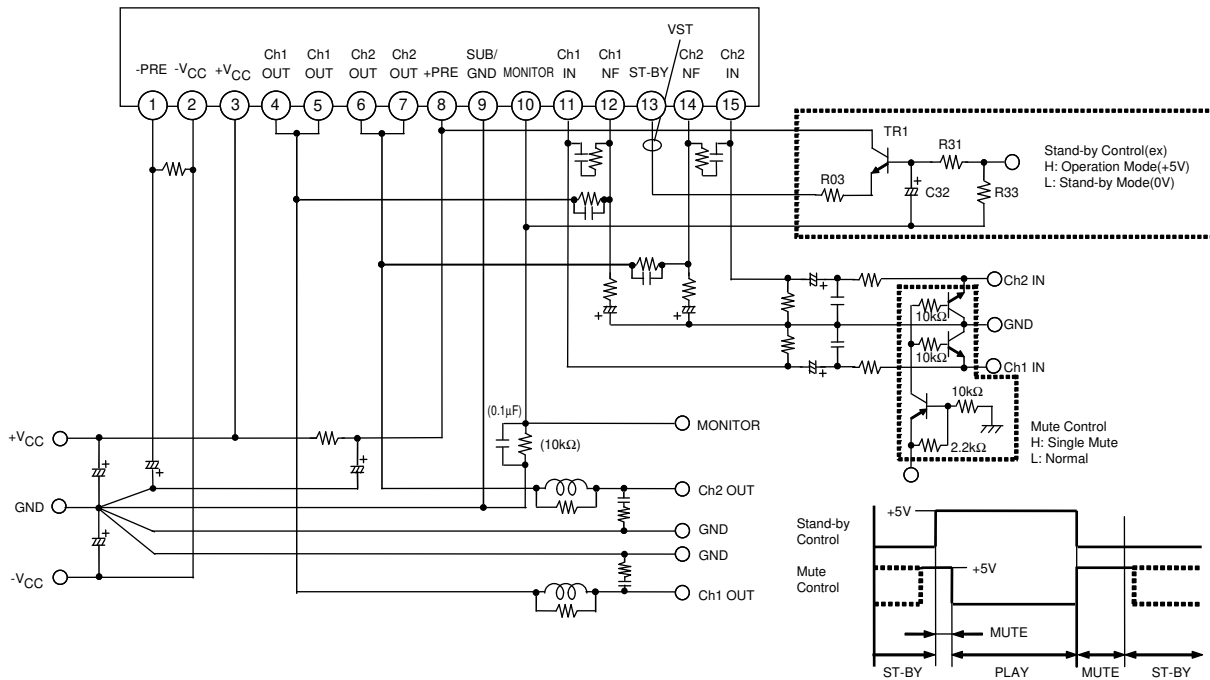 VST
Ch1 Ch1 Ch2 Ch2 SUB/ Ch1 Ch1 Ch2 Ch2
-PRE -VCC +VCC OUT OUT OUT OUT +PRE GND MONITOR IN NF ST-BY NF IN
1 2 3 4 5 6 7 8 9 10 11 12 13 14 15
TR1
R31
R03
C32
+
R33
Stand-by Control(ex)
H: Operation Mode(+5V)
L: Stand-by Mode(0V)
+
Ch2 IN
10kΩ
+
+
GND
10kΩ
+
Ch1 IN
10kΩ
2.2kΩ
Mute Control
H: Single Mute
L: Normal
(0.1µF)
MONITOR
(10kΩ)
+VCC
+
+
+
Ch2 OUT
GND
GND
+
GND
-VCC
Ch1 OUT
Stand-by
Control
+5V
Mute
Control
+5V
MUTE
ST-BY PLAY MUTE ST-BY